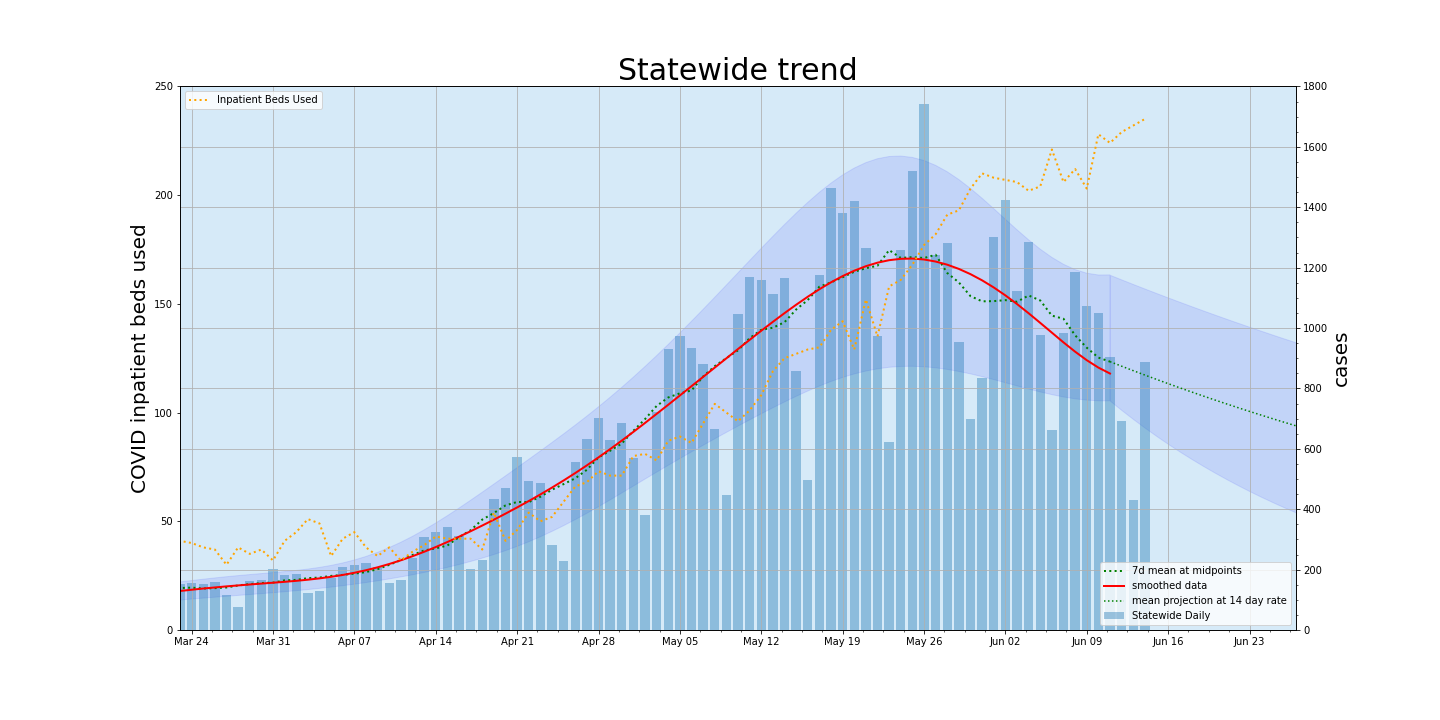 Statewide trend
COVID inpatient beds used
250
200
150
100
50
0
Inpatient Beds Used
1800
1600
1400
1200
1000
800
600
400
200
0
cases
7d mean at midpoints
smoothed data
mean projection at 14 day rate
Statewide Daily
Mar 24 Mar 31 Apr 07 Apr 14 Apr 21 Apr 28 May 05 May 12 May 19 May 26 Jun 02 Jun 09 Jun 16 Jun 23